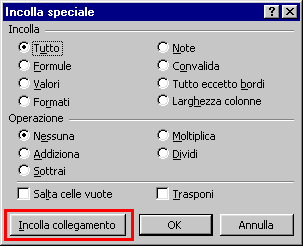 Incolla speciale
Incolla
Tutto
Note
Formule
Convalida
Valori
Tutto eccetto bordi
Formati
Larghezza colonne
Operazione
Nessuna
Moltiplica
Addiziona
Dividi
Sottrai
Salta celle vuote
Trasponi
Incolla collegamento
OK
Annulla